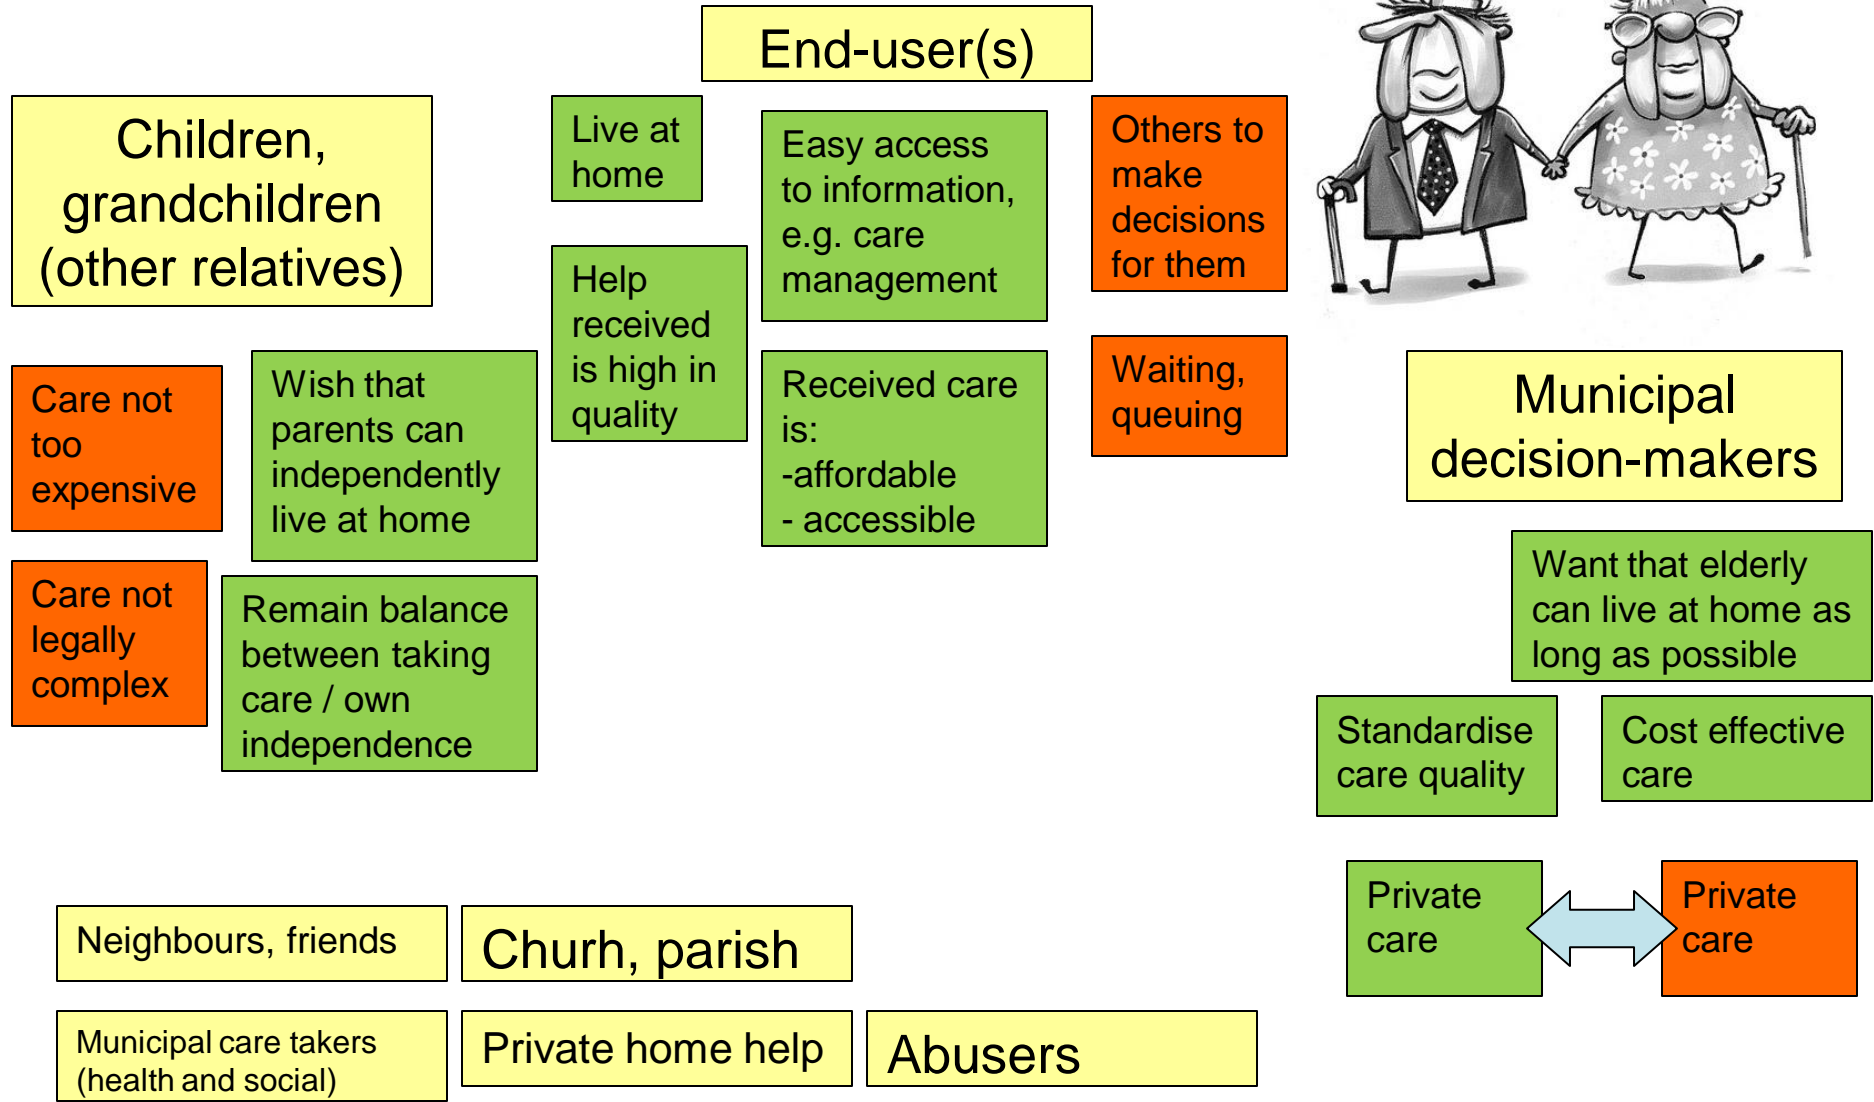 End-user(s)
Children,
grandchildren
(other relatives)
Live at
home
Easy access
to information,
e.g. care
management
Others to
make
decisions
for them
Help
received
is high in
quality
Received care
is:
-affordable
- accessible
Waiting,
queuing
Care not
too
expensive
Wish that
parents can
independently
live at home
Care not
legally
complex
Remain balance
between taking
care / own
independence
Municipal
decision-makers
Want that elderly
can live at home as
long as possible
Standardise
care quality
Cost effective
care
Private
care
Private
care
Neighbours, friends
Churh, parish
Municipal care takers
(health and social)
Private home help
Abusers